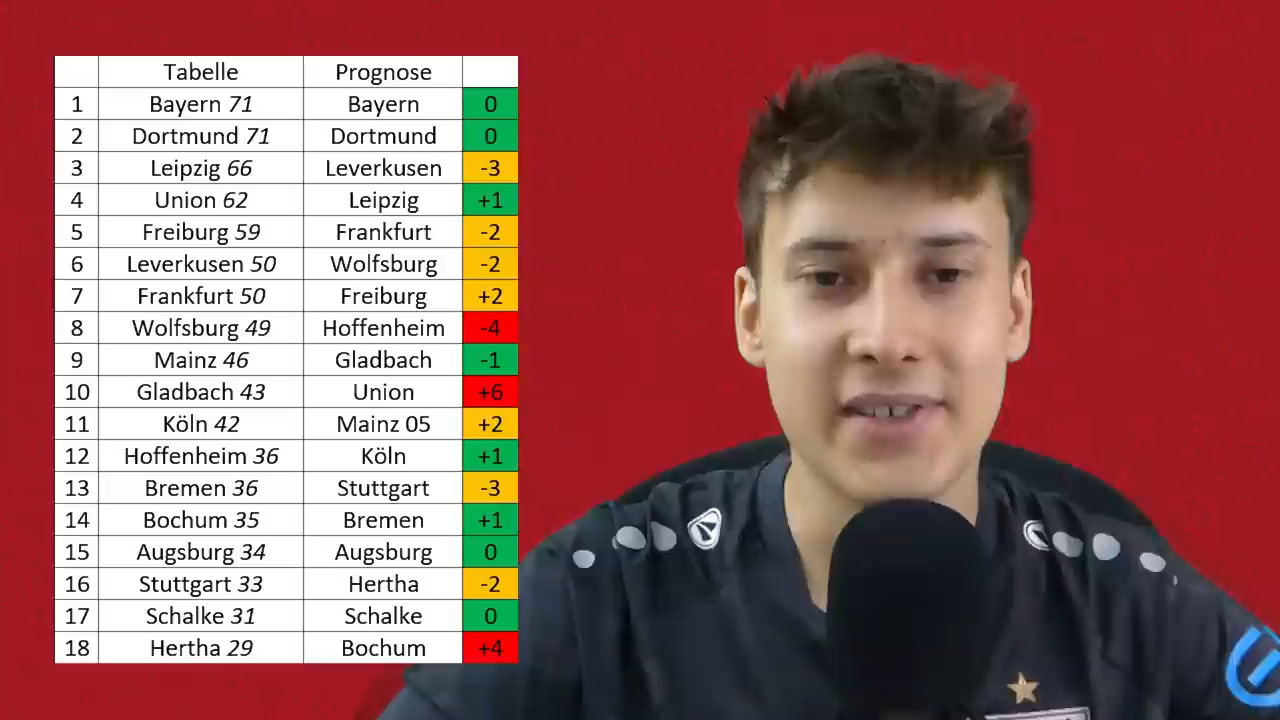 Tabelle Prognose
1 Bayern 71 Bayern 0
2 Dortmund 71 Dortmund 0
3 Leipzig 66 Leverkusen -3
4 Union 62 Leipzig +1
5 Freiburg 59 Frankfurt -2
6 Leverkusen 50 Wolfsburg -2
7 Frankfurt 50 Freiburg +2
8 Wolfsburg 49 Hoffenheim -4
9 Mainz 46 Gladbach -1
10 Gladbach 43 Union +6
11 Köln 42 Mainz 05 +2
12 Hoffenheim 36 Köln +1
13 Bremen 36 Stuttgart -3
14 Bochum 35 Bremen +1
15 Augsburg 34 Augsburg 0
16 Stuttgart 33 Hertha -2
17 Schalke 31 Schalke 0
18 Hertha 29 Bochum +4